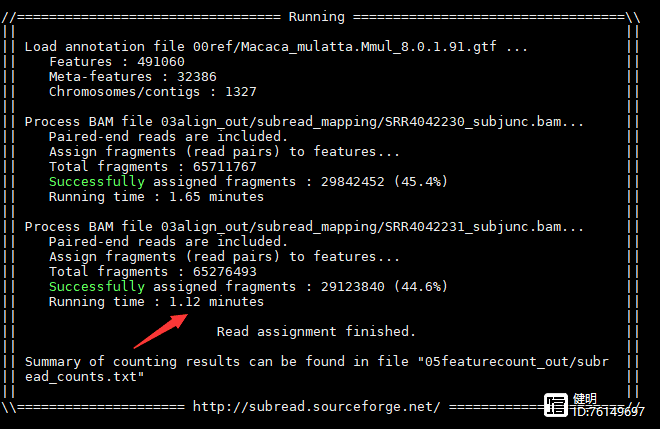 //================================= Running ==================================\\
|| ||
|| Load annotation file 00ref/Macaca_mulatta.Mmul_8.0.1.91.gtf ... ||
|| Features : 491060 ||
|| Meta-features : 32386 ||
|| Chromosomes/contigs : 1327 ||
|| ||
|| Process BAM file 03align_out/subread_mapping/SRR4042230_subjunc.bam... ||
|| Paired-end reads are included. ||
|| Assign fragments (read pairs) to features... ||
|| Total fragments : 65711767 ||
|| Successfully assigned fragments : 29842452 (45.4%) ||
|| Running time : 1.65 minutes ||
|| ||
|| Process BAM file 03align_out/subread_mapping/SRR4042231_subjunc.bam... ||
|| Paired-end reads are included. ||
|| Assign fragments (read pairs) to features... ||
|| Total fragments : 65276493 ||
|| Successfully assigned fragments : 29123840 (44.6%) ||
|| Running time : 1.12 minutes ||
|| ||
|| Read assignment finished. ||
|| ||
|| Summary of counting results can be found in file "05featurecount_out/subr ||
|| ead_counts.txt" ||
|| ||
\\===================== http://subread.sourceforge.net/ ======================//
健明
ID:76149697